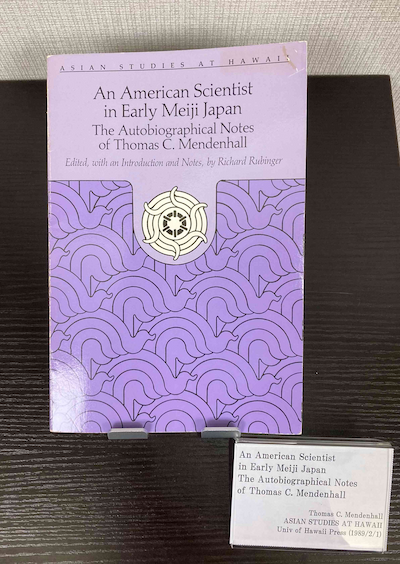 ASIAN STUDIES AT HAWAII
An American Scientist
in Early Meiji Japan
The Autobiographical Notes
of Thomas C. Mendenhall
Edited, with an Introduction and Notes, by Richard Rubinger
An American Scientist
in Early Meiji Japan
The Autobiographical Notes
of Thomas C. Mendenhall
Thomas C. Mendenhall
ASIAN STUDIES AT HAWAII
Univ of Hawaii Press (1989/2/1)